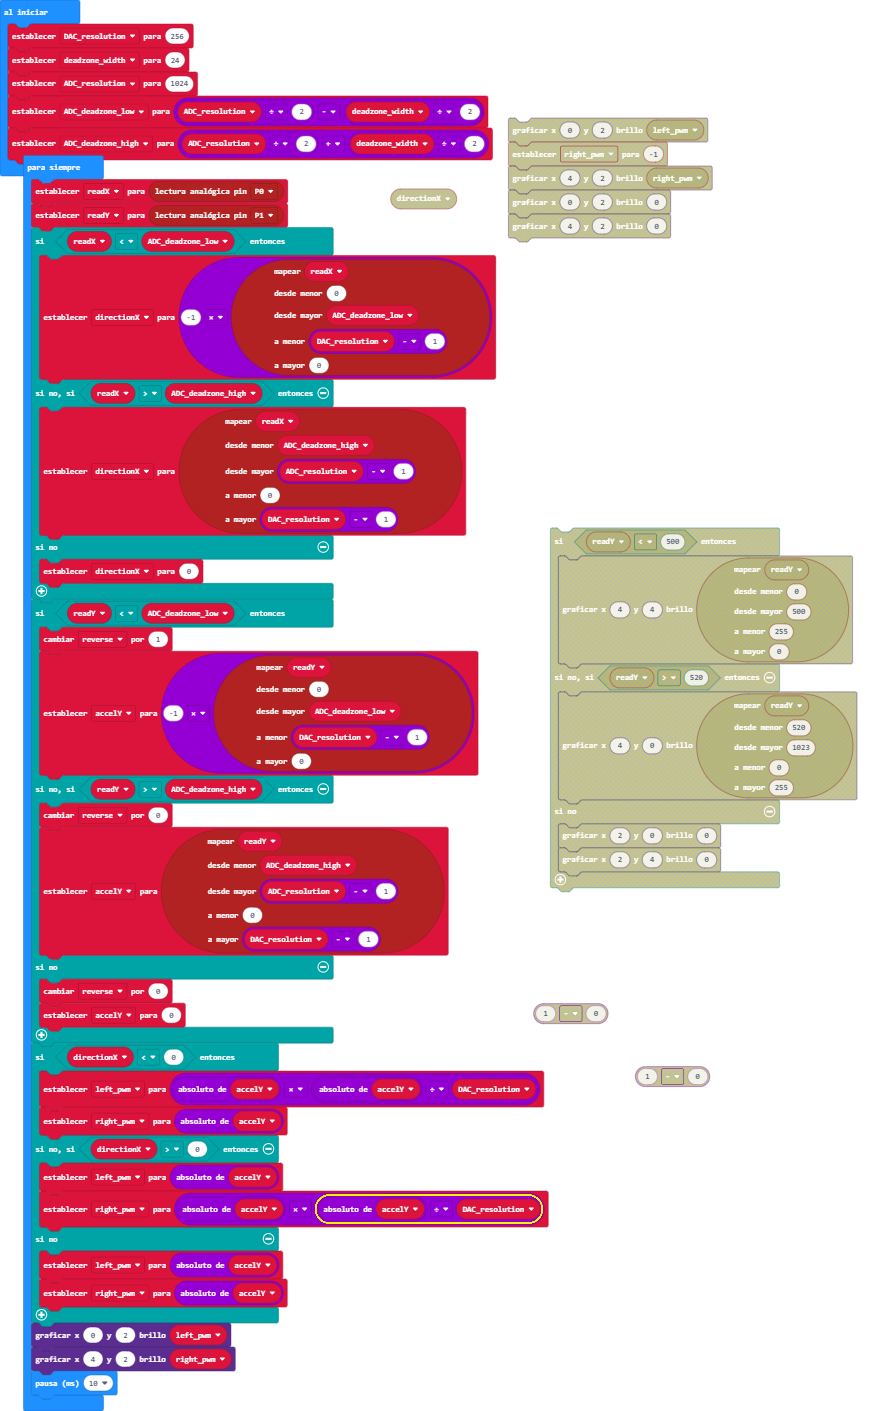 al iniciar
establecer DAC_resolution para 256
establecer deadzone_width para 24
establecer ADC_resolution para 1024
establecer ADC_deadzone_low para ADC_resolution ÷ 2 - deadzone_width ÷ 2
establecer ADC_deadzone_high para ADC_resolution ÷ 2 + deadzone_width ÷ 2
para siempre
establecer readX para lectura analógica pin P0
establecer readY para lectura analógica pin P1
si readX < ADC_deadzone_low entonces
establecer directionX para -1 ×
mapear readX
desde menor 0
desde mayor ADC_deadzone_low
a menor DAC_resolution - 1
a mayor 0
si no, si readX > ADC_deadzone_high entonces
establecer directionX para
mapear readX
desde menor ADC_deadzone_high
desde mayor ADC_resolution - 1
a menor 0
a mayor DAC_resolution - 1
si no
establecer directionX para 0
si readY < ADC_deadzone_low entonces
cambiar reverse por 1
establecer accelY para -1 ×
mapear readY
desde menor 0
desde mayor ADC_deadzone_low
a menor DAC_resolution - 1
a mayor 0
si no, si readY > ADC_deadzone_high entonces
cambiar reverse por 0
establecer accelY para
mapear readY
desde menor ADC_deadzone_high
desde mayor ADC_resolution - 1
a menor 0
a mayor DAC_resolution - 1
si no
cambiar reverse por 0
establecer accelY para 0
si directionX < 0 entonces
establecer left_pwm para absoluto de accelY × absoluto de accelY ÷ DAC_resolution
establecer right_pwm para absoluto de accelY
si no, si directionX > 0 entonces
establecer left_pwm para absoluto de accelY
establecer right_pwm para absoluto de accelY × absoluto de accelY ÷ DAC_resolution
si no
establecer left_pwm para absoluto de accelY
establecer right_pwm para absoluto de accelY
graficar x 0 y 2 brillo left_pwm
graficar x 4 y 2 brillo right_pwm
pausa (ms) 10
directionX
graficar x 0 y 2 brillo left_pwm
establecer right_pwm para -1
graficar x 4 y 2 brillo right_pwm
graficar x 0 y 2 brillo 0
graficar x 4 y 2 brillo 0
si readY < 500 entonces
graficar x 4 y 4 brillo
mapear readY
desde menor 0
desde mayor 500
a menor 255
a mayor 0
si no, si readY > 520 entonces
graficar x 4 y 0 brillo
mapear readY
desde menor 520
desde mayor 1023
a menor 0
a mayor 255
si no
graficar x 2 y 0 brillo 0
graficar x 2 y 4 brillo 0
1 - 0
1 - 0